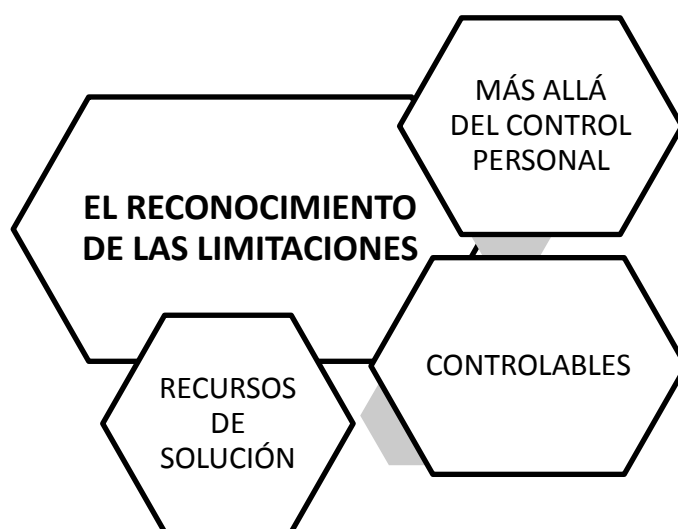 MÁS ALLÁ
DEL CONTROL
PERSONAL
EL RECONOCIMIENTO
DE LAS LIMITACIONES
CONTROLABLES
RECURSOS
DE
SOLUCIÓN